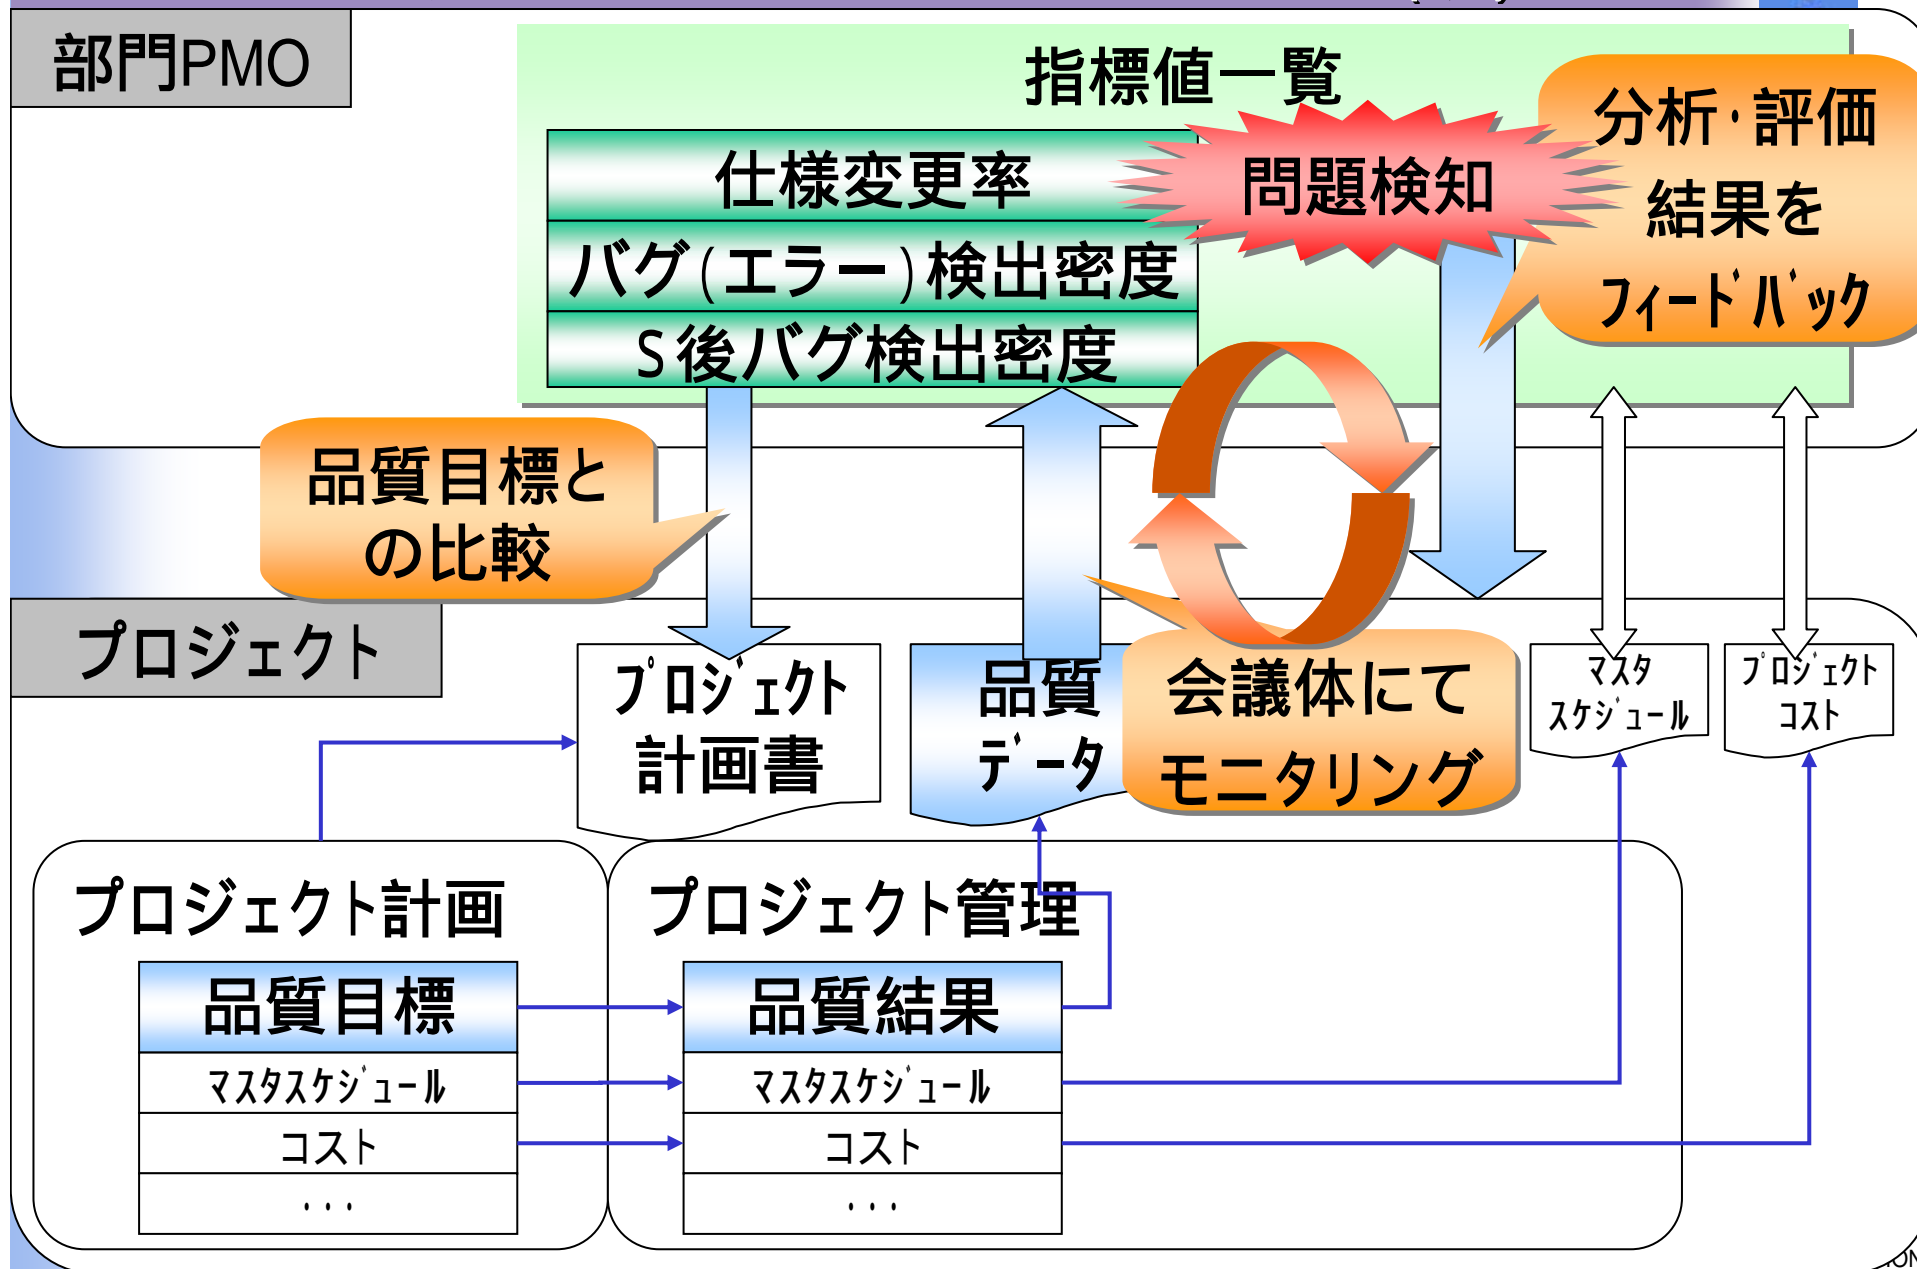 部門PMO
指標値一覧
仕様変更率
バグ(エラー)検出密度
S後バグ検出密度
問題検知
分析・評価
結果を
フィードバック
品質目標と
の比較
プロジェクト
プロジェクト
計画書
品質
データ
会議体にて
モニタリング
マスタ
スケジュール
プロジェクト
コスト
プロジェクト計画
品質目標
マスタスケジュール
コスト
・・・
プロジェクト管理
品質結果
マスタスケジュール
コスト
・・・